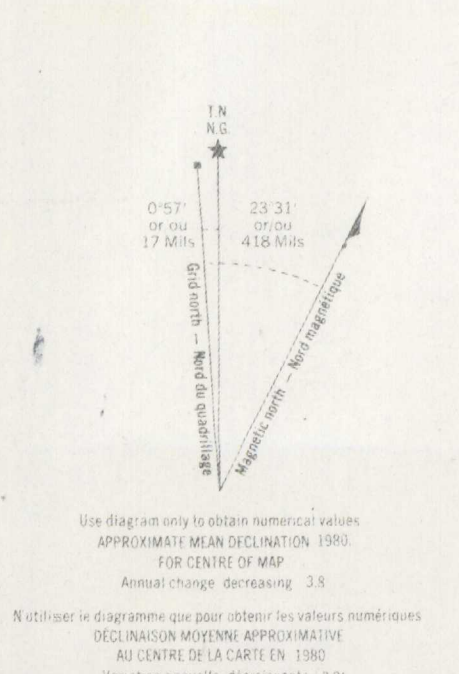 T.N
N.G.
0°57'
or ou
17 Mils
23°31'
or/ou
418 Mils
Grid north — Nord du quadrillage
Magnetic north — Nord magnétique
Use diagram only to obtain numerical values
APPROXIMATE MEAN DECLINATION 1980
FOR CENTRE OF MAP
Annual change decreasing 3.8
N'utiliser le diagramme que pour obtenir les valeurs numériques
DÉCLINAISON MOYENNE APPROXIMATIVE
AU CENTRE DE LA CARTE EN 1980